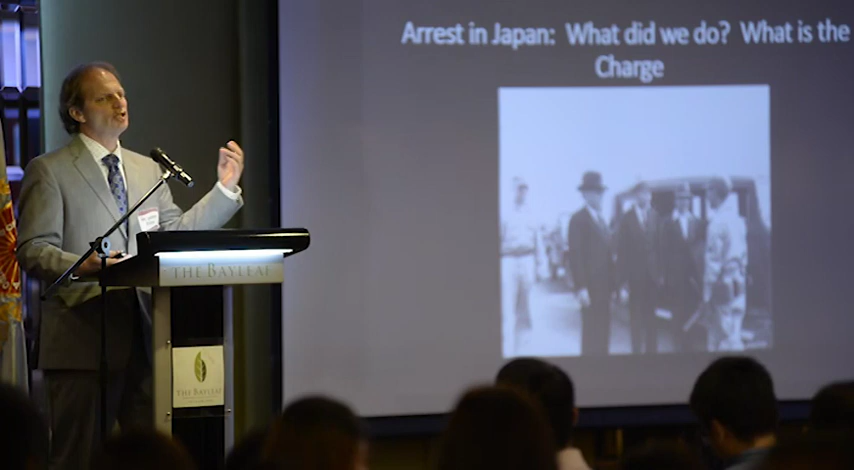 Arrest in Japan: What did we do? What is the
Charge
THE BAYLEAF
THE BAYLEAF